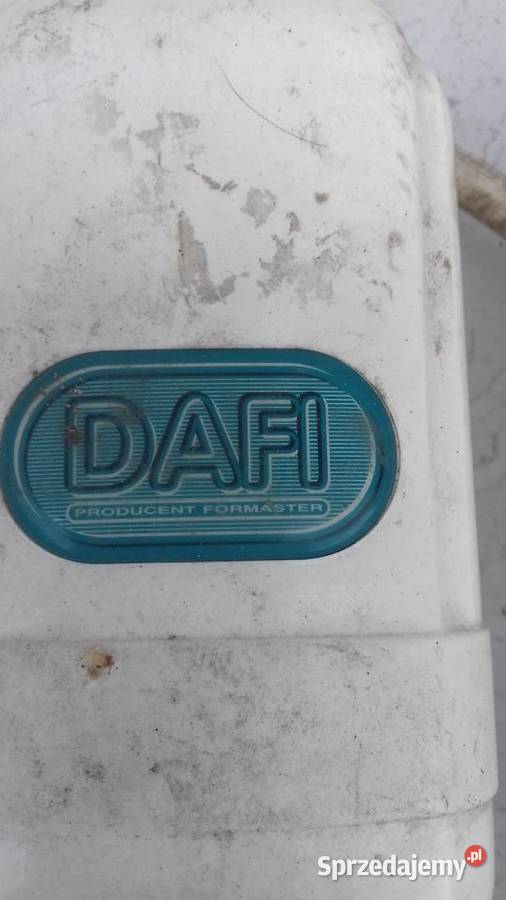 DAFI
PRODUCENT FORMASTER
Sprzedajemy.pl